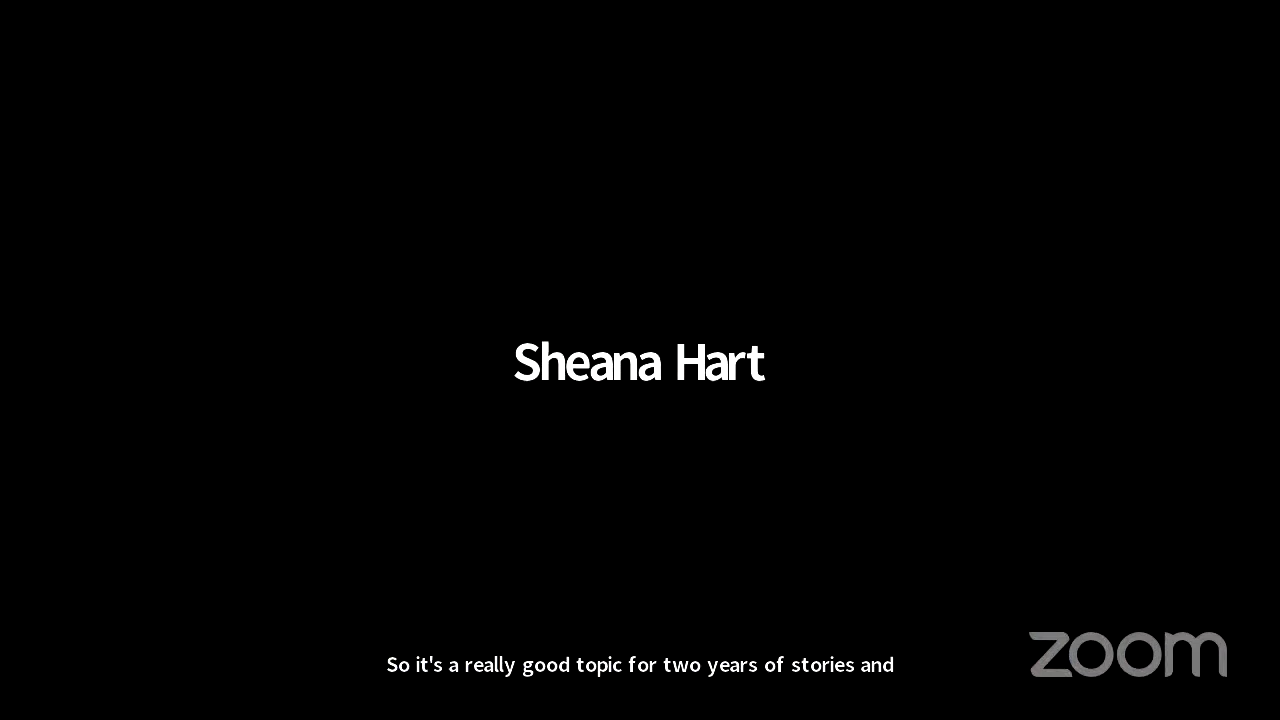 Sheana Hart
So it's a really good topic for two years of stories and
zoom